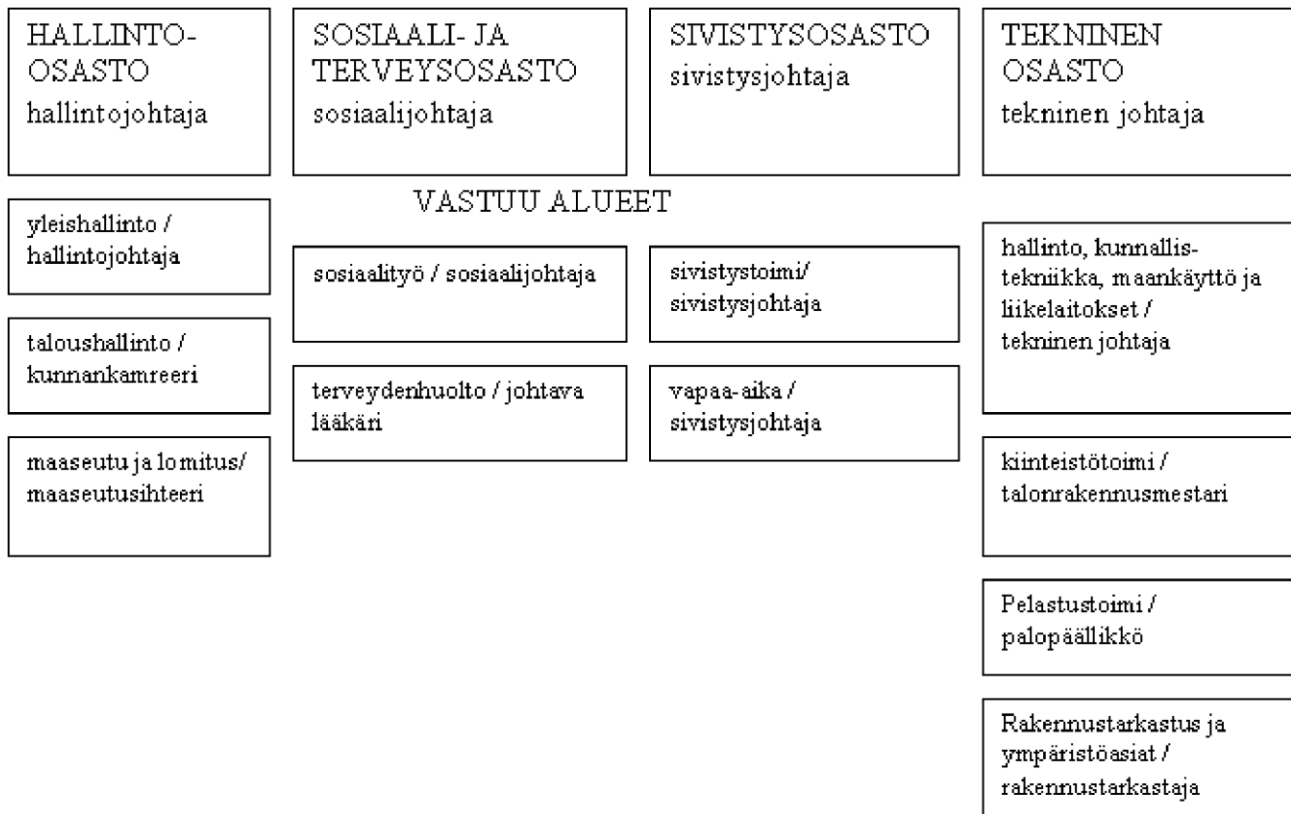 HALLINTO-
OSASTO
hallintojohtaja
SOSIAALI- JA
TERVEYSOSASTO
sosiaalijohtaja
SIVISTYSOSASTO
sivistysjohtaja
TEKNINEN
OSASTO
tekninen johtaja
VASTUU ALUEET
yleishallinto /
hallintojohtaja
taloushallinto /
kunnankamreeri
maaseutu ja lomitus/
maaseutusihteeri
sosiaalityö / sosiaalijohtaja
terveydenhuolto / johtava
lääkäri
sivistystoimi/
sivistysjohtaja
vapaa-aika /
sivistysjohtaja
hallinto, kunnallis-
tekniikka, maankäyttö ja
liikelaitokset /
tekninen johtaja
kiinteistötoimi /
talonrakennusmestari
Pelastustoimi /
palopäällikkö
Rakennustarkastus ja
ympäristöasiat /
rakennustarkastaja